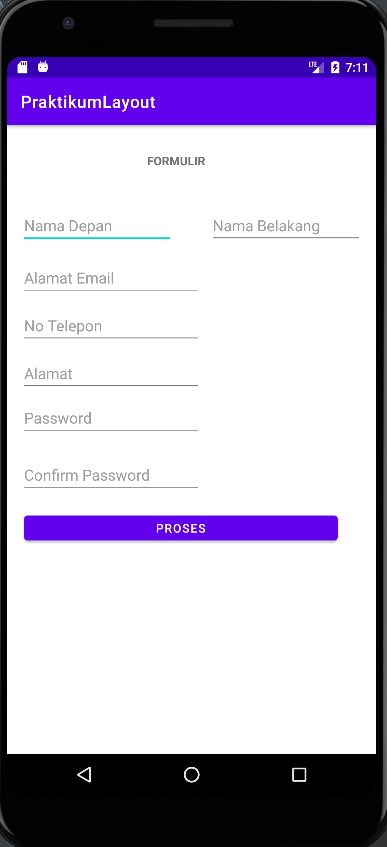 LTE 7:11
PraktikumLayout
FORMULIR
Nama Depan Nama Belakang
Alamat Email
No Telepon
Alamat
Password
Confirm Password
PROSES